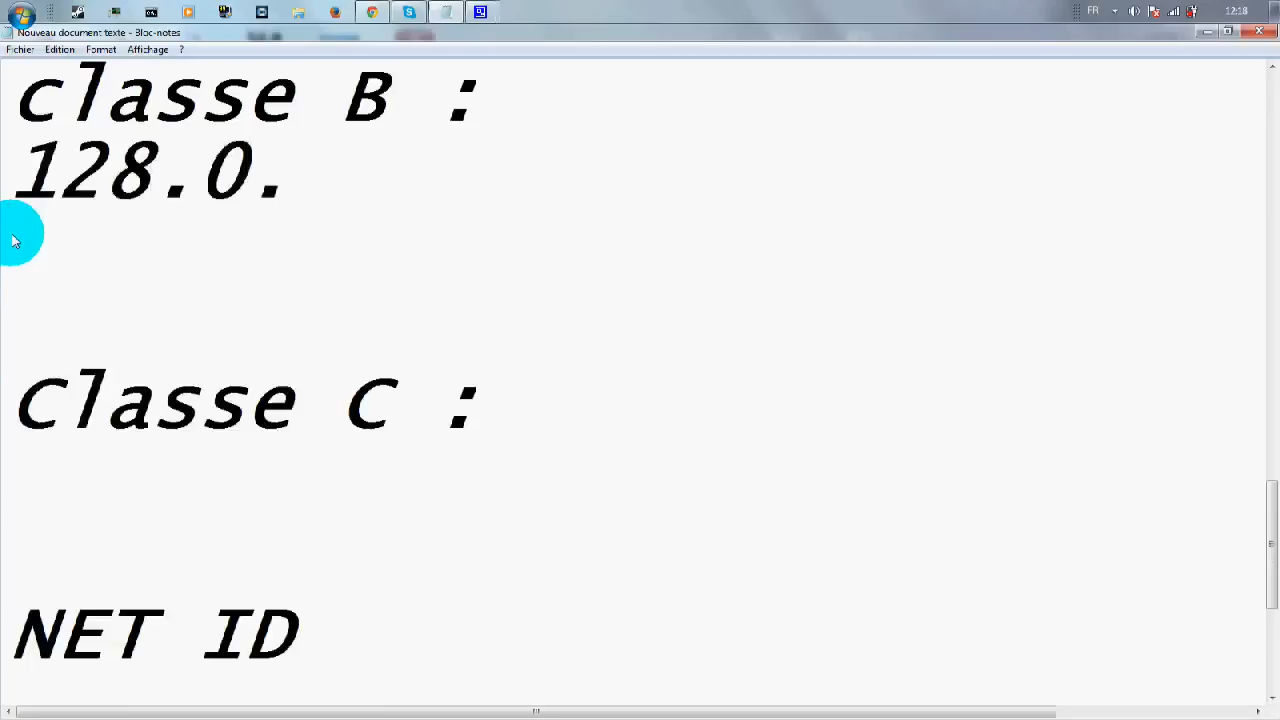 FR
12:18
Nouveau document texte - Bloc-notes
Fichier Edition Format Affichage ?
classe B :
128.0.
Classe C :
NET ID